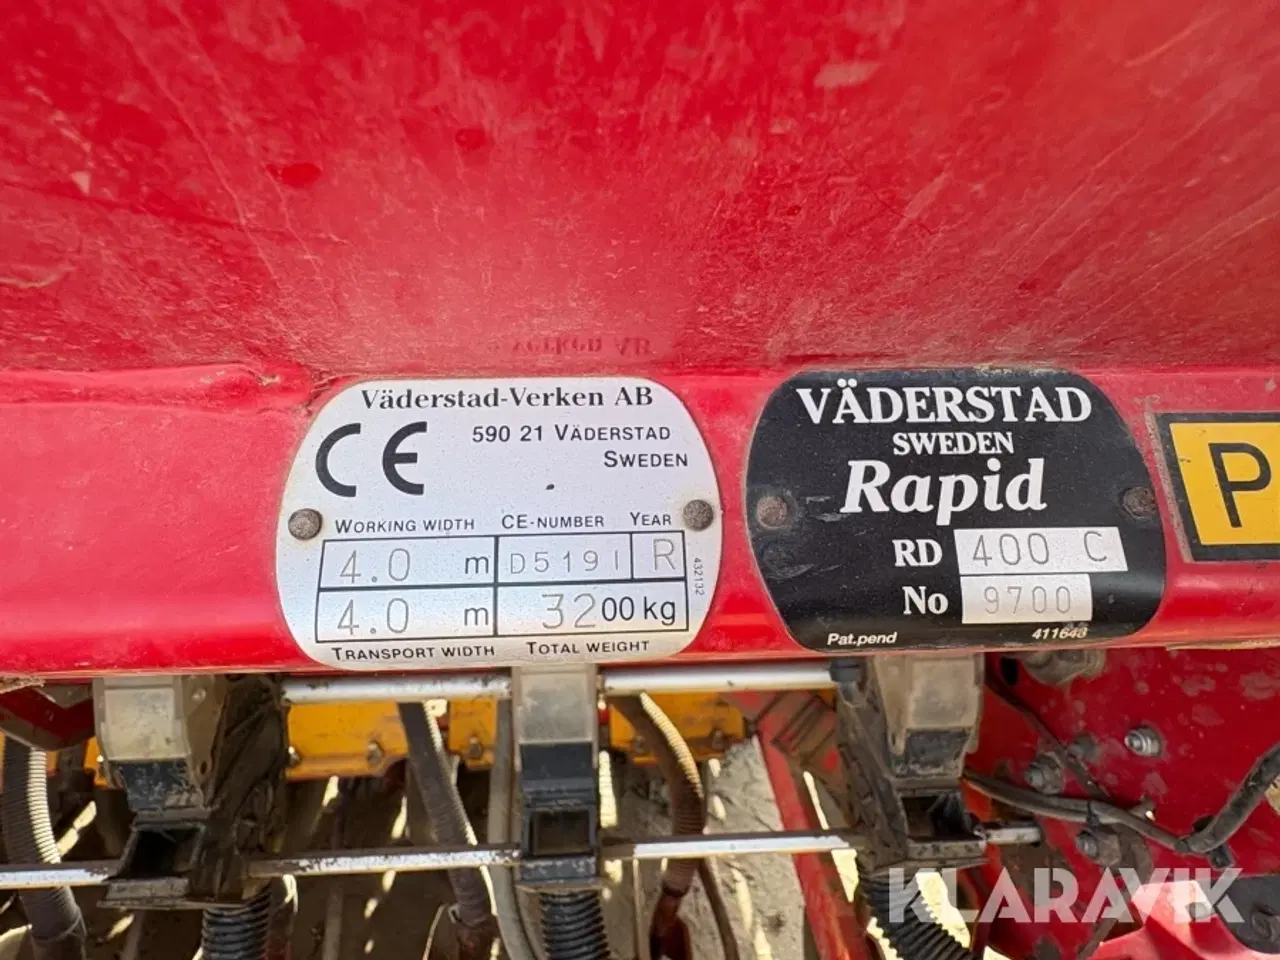 Väderstad-Verken AB
CE
590 21 VÄDERSTAD
SWEDEN
WORKING WIDTH CE-NUMBER YEAR
4.0 m D5191 R
4.0 m 3200 kg
TRANSPORT WIDTH TOTAL WEIGHT
432132
VÄDERSTAD
SWEDEN
Rapid
RD 400 C
No 9700
Pat.pend 411648
P
KLARAVIK